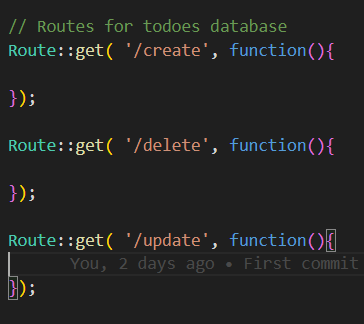 // Routes for todoes database
Route::get( '/create', function(){
});
Route::get( '/delete', function(){
});
Route::get( '/update', function(){
You, 2 days ago • First commit
});